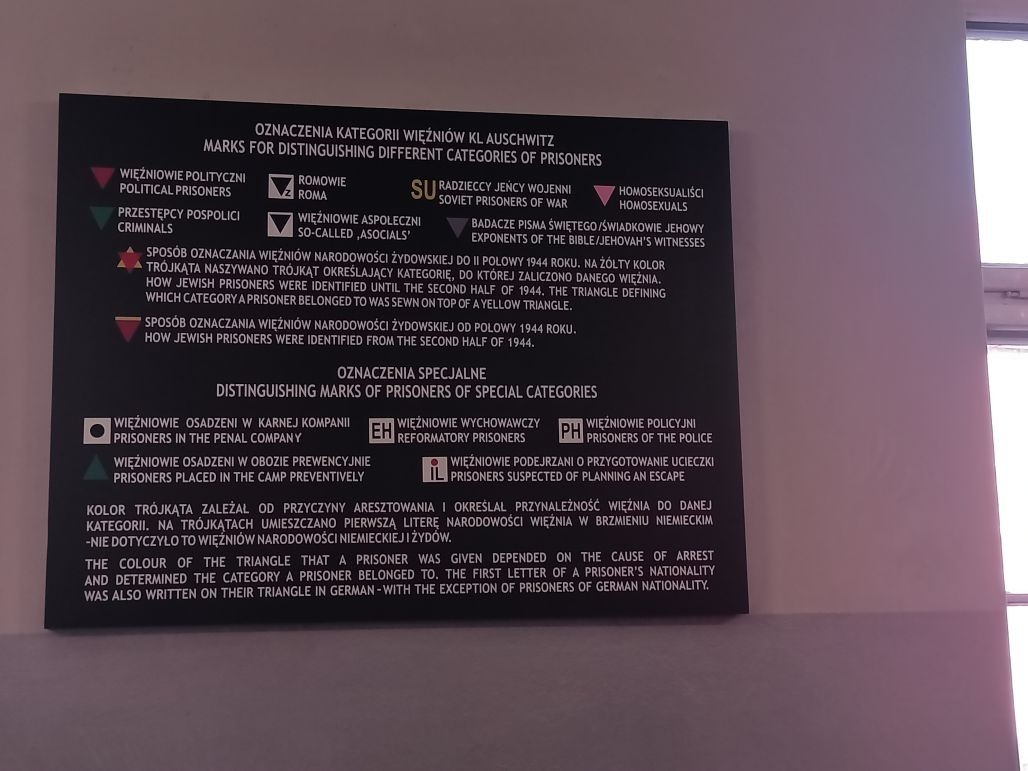 OZNACZENIA KATEGORII WIĘŹNIÓW KL AUSCHWITZ
MARKS FOR DISTINGUISHING DIFFERENT CATEGORIES OF PRISONERS
WIĘŹNIOWIE POLITYCZNI
POLITICAL PRISONERS
Z
ROMOWIE
ROMA
SU
RADZIECCY JEŃCY WOJENNI
SOVIET PRISONERS OF WAR
HOMOSEKSUALIŚCI
HOMOSEXUALS
PRZESTĘPCY POSPOLICI
CRIMINALS
WIĘŹNIOWIE ASPOŁECZNI
SO-CALLED ‚ASOCIALS'
BADACZE PISMA ŚWIĘTEGO/ŚWIADKOWIE JEHOWY
EXPONENTS OF THE BIBLE/JEHOVAH'S WITNESSES
SPOSÓB OZNACZANIA WIĘŹNIÓW NARODOWOŚCI ŻYDOWSKIEJ DO II POŁOWY 1944 ROKU. NA ŻÓŁTY KOLOR
TRÓJKĄTA NASZYWANO TRÓJKĄT OKREŚLAJĄCY KATEGORIĘ, DO KTÓREJ ZALICZONO DANEGO WIĘŹNIA.
HOW JEWISH PRISONERS WERE IDENTIFIED UNTIL THE SECOND HALF OF 1944. THE TRIANGLE DEFINING
WHICH CATEGORY A PRISONER BELONGED TO WAS SEWN ON TOP OF A YELLOW TRIANGLE.
SPOSÓB OZNACZANIA WIĘŹNIÓW NARODOWOŚCI ŻYDOWSKIEJ OD POŁOWY 1944 ROKU.
HOW JEWISH PRISONERS WERE IDENTIFIED FROM THE SECOND HALF OF 1944.
OZNACZENIA SPECJALNE
DISTINGUISHING MARKS OF PRISONERS OF SPECIAL CATEGORIES
WIĘŹNIOWIE OSADZENI W KARNEJ KOMPANII
PRISONERS IN THE PENAL COMPANY
EH
WIĘŹNIOWIE WYCHOWAWCZY
REFORMATORY PRISONERS
PH
WIĘŹNIOWIE POLICYJNI
PRISONERS OF THE POLICE
WIĘŹNIOWIE OSADZENI W OBOZIE PREWENCYJNIE
PRISONERS PLACED IN THE CAMP PREVENTIVELY
iL
WIĘŹNIOWIE PODEJRZANI O PRZYGOTOWANIE UCIECZKI
PRISONERS SUSPECTED OF PLANNING AN ESCAPE
KOLOR TRÓJKĄTA ZALEŻAŁ OD PRZYCZYNY ARESZTOWANIA I OKREŚLAŁ PRZYNALEŻNOŚĆ WIĘŹNIA DO DANEJ
KATEGORII. NA TRÓJKĄTACH UMIESZCZANO PIERWSZĄ LITERĘ NARODOWOŚCI WIĘŹNIA W BRZMIENIU NIEMIECKIM
-NIE DOTYCZYŁO TO WIĘŹNIÓW NARODOWOŚCI NIEMIECKIEJ I ŻYDÓW.
THE COLOUR OF THE TRIANGLE THAT A PRISONER WAS GIVEN DEPENDED ON THE CAUSE OF ARREST
AND DETERMINED THE CATEGORY A PRISONER BELONGED TO. THE FIRST LETTER OF A PRISONER'S NATIONALITY
WAS ALSO WRITTEN ON THEIR TRIANGLE IN GERMAN-WITH THE EXCEPTION OF PRISONERS OF GERMAN NATIONALITY.